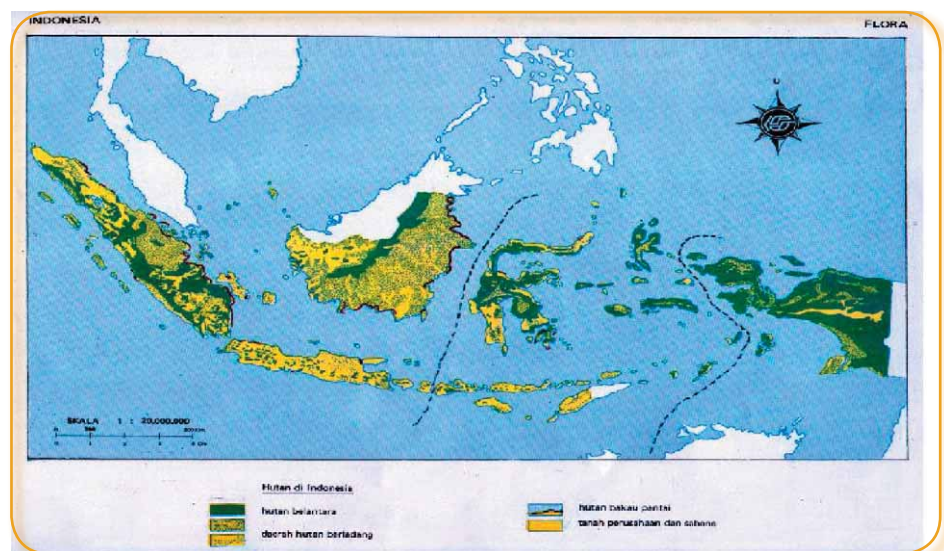 INDONESIA
FLORA
U
SKALA 1 : 20,000,000
Hutan di Indonesia
hutan belantara
daerah hutan berladang
hutan bakau pantai
tanah perusahaan dan sabana